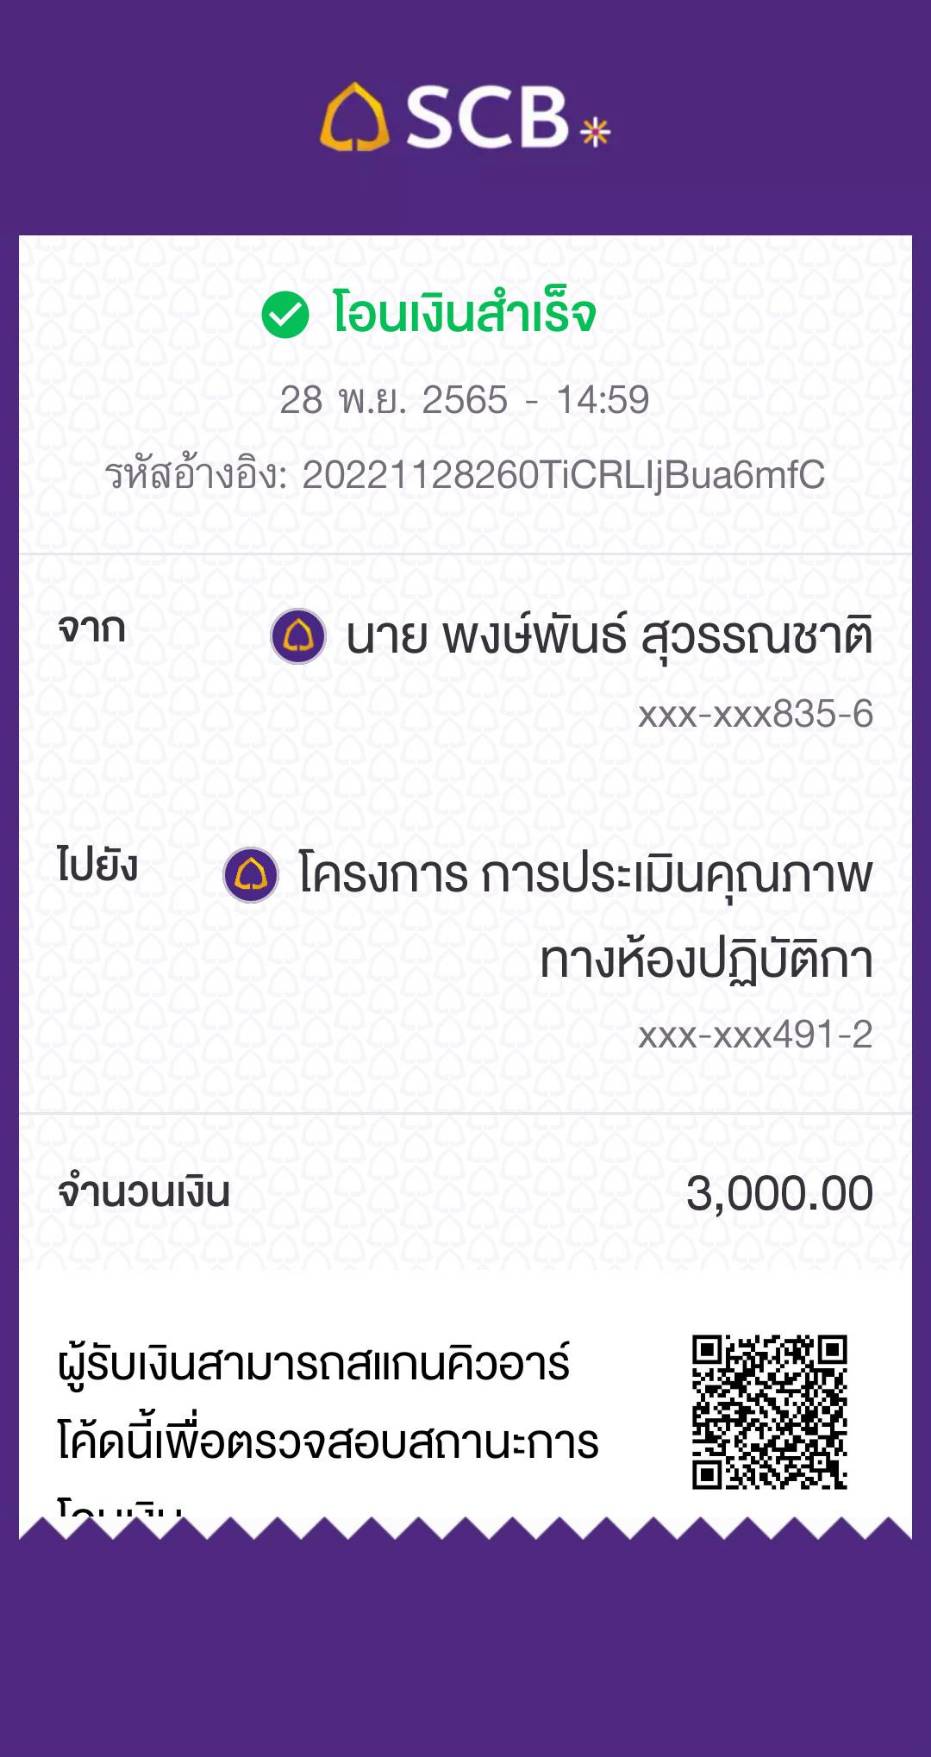 SCB
โอนเงินสำเร็จ
28 พ.ย. 2565 - 14:59
รหัสอ้างอิง: 20221128260TiCRLIjBua6mfC
จาก
นาย พงษ์พันธ์ สุวรรณชาติ
xxx-xxx835-6
ไปยัง
โครงการ การประเมินคุณภาพ
ทางห้องปฏิบัติกา
xxx-xxx491-2
จำนวนเงิน 3,000.00
ผู้รับเงินสามารถสแกนคิวอาร์
โค้ดนี้เพื่อตรวจสอบสถานะการ